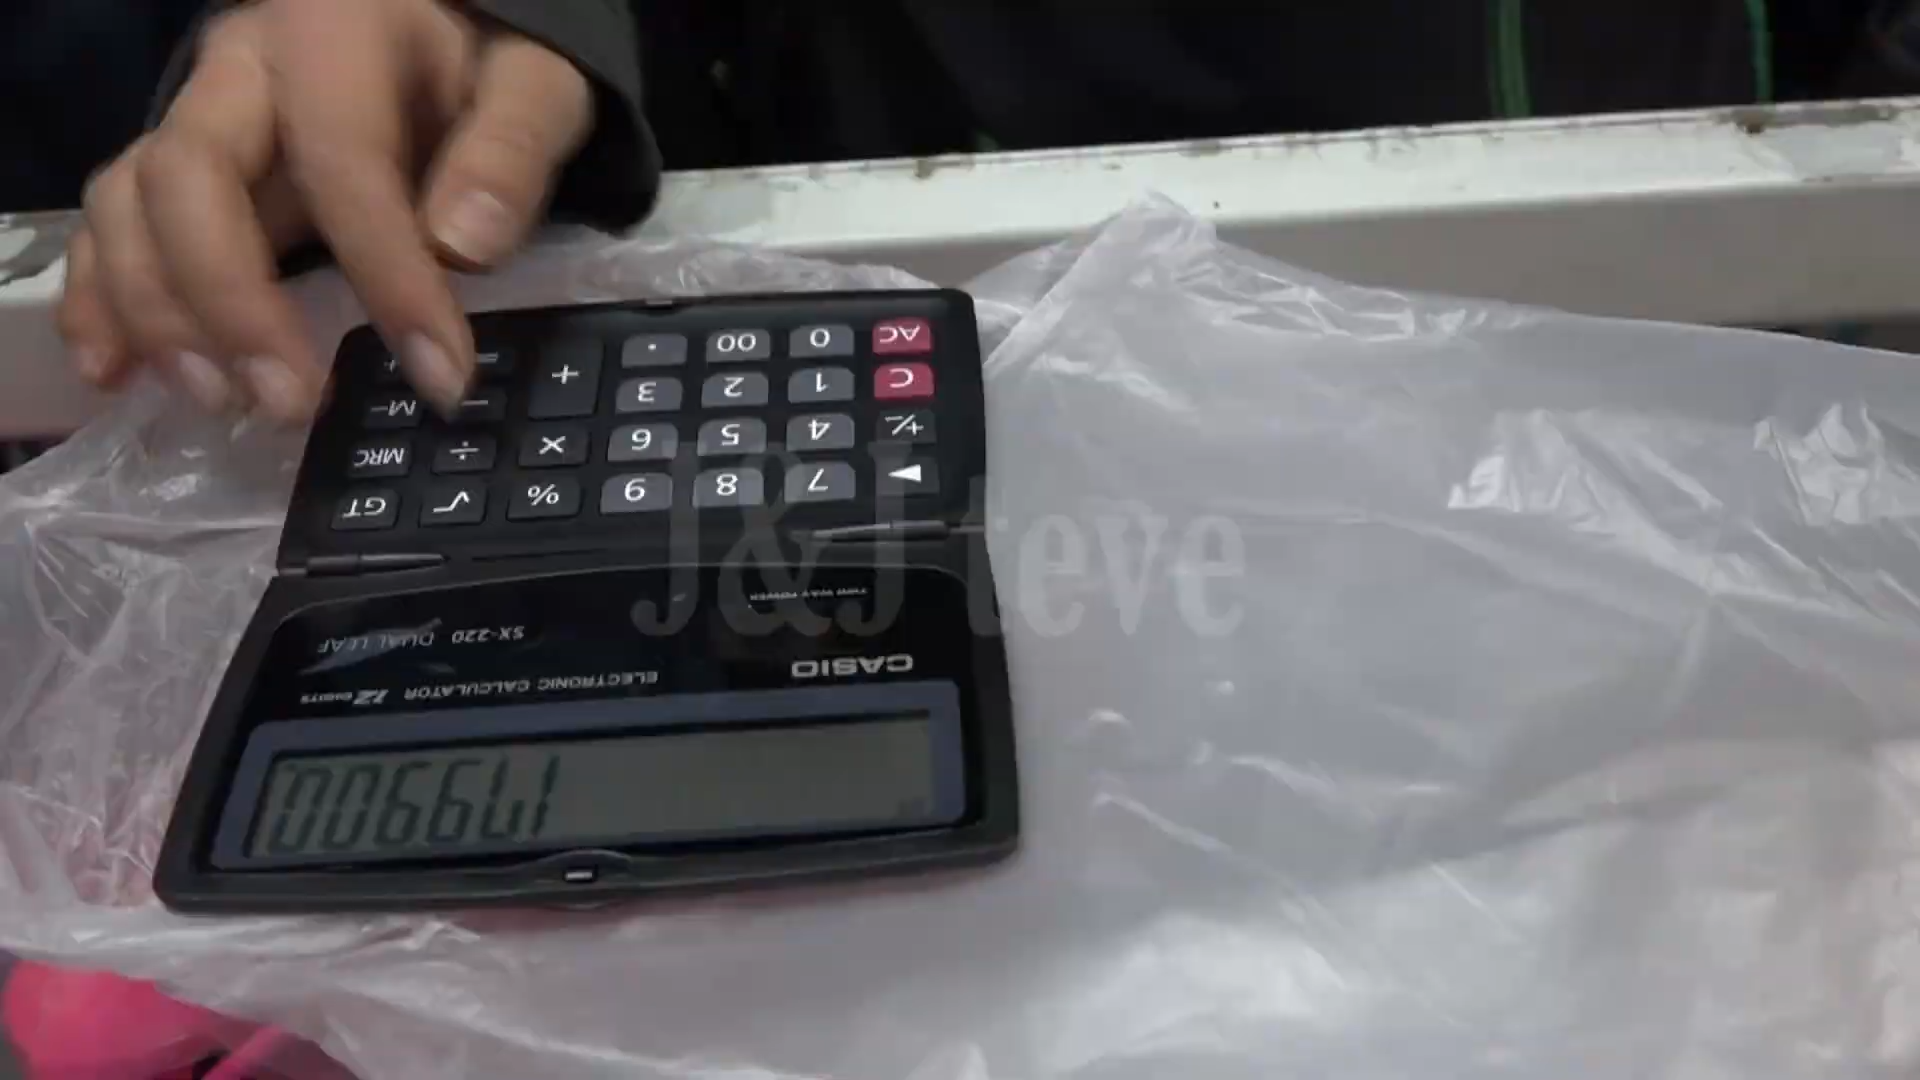 179900
CASIO ELECTRONIC CALCULATOR 12 DIGITS
TWO WAY POWER SX-220 DUAL LEAF
▶ 7 8 9 % √ GT
+/- 4 5 6 × ÷ MRC
C 1 2 3 + − M−
AC 0 00 . =
J&J teve